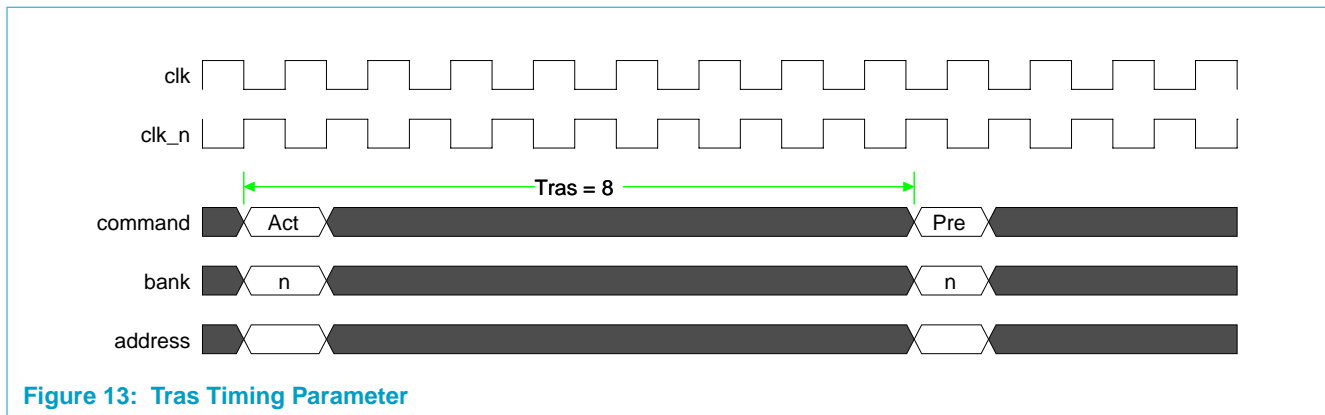 clk
clk_n
Tras = 8
command Act Pre
bank n n
address
Figure 13: Tras Timing Parameter